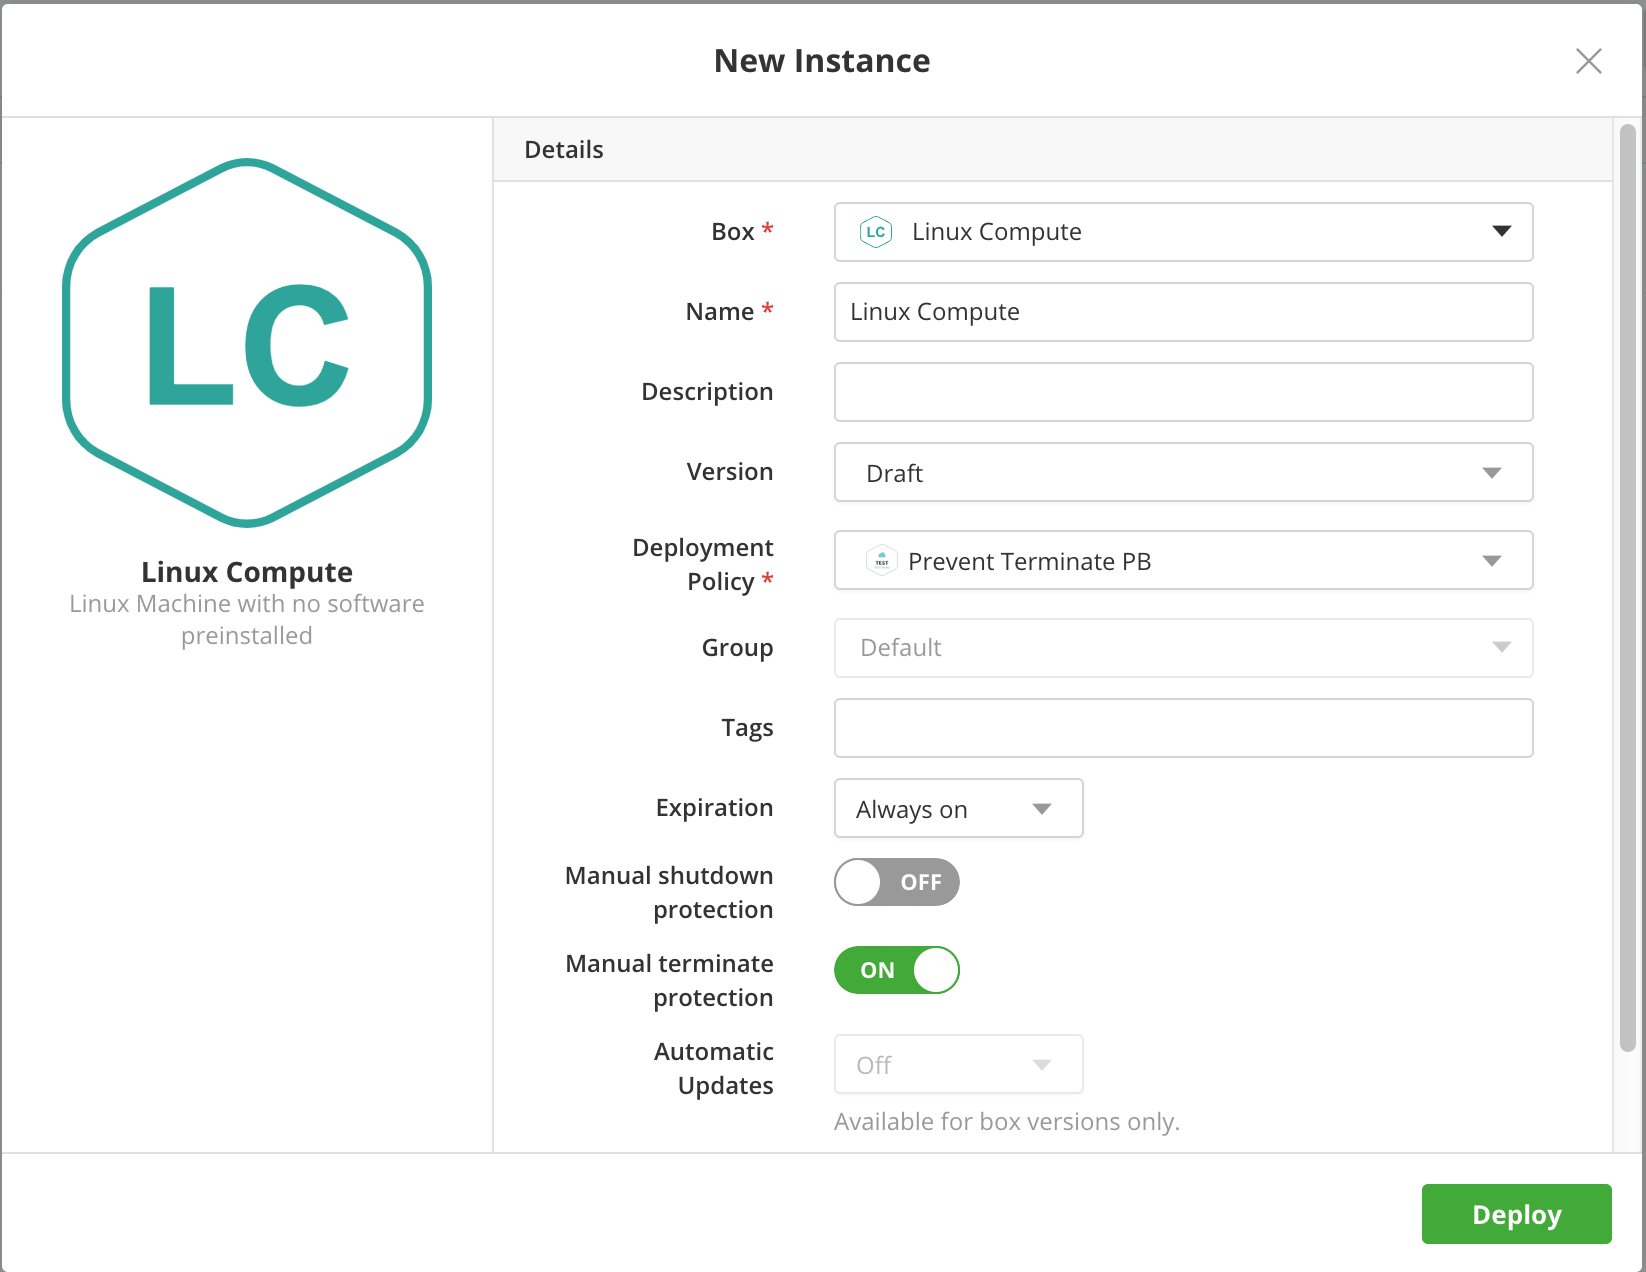 New Instance
LC
Linux Compute
Linux Machine with no software
preinstalled
Details
Box *
LC Linux Compute
Name *
Linux Compute
Description
Version
Draft
Deployment
Policy *
TEST Prevent Terminate PB
Group
Default
Tags
Expiration
Always on
Manual shutdown
protection
OFF
Manual terminate
protection
ON
Automatic
Updates
Off
Available for box versions only.
Deploy